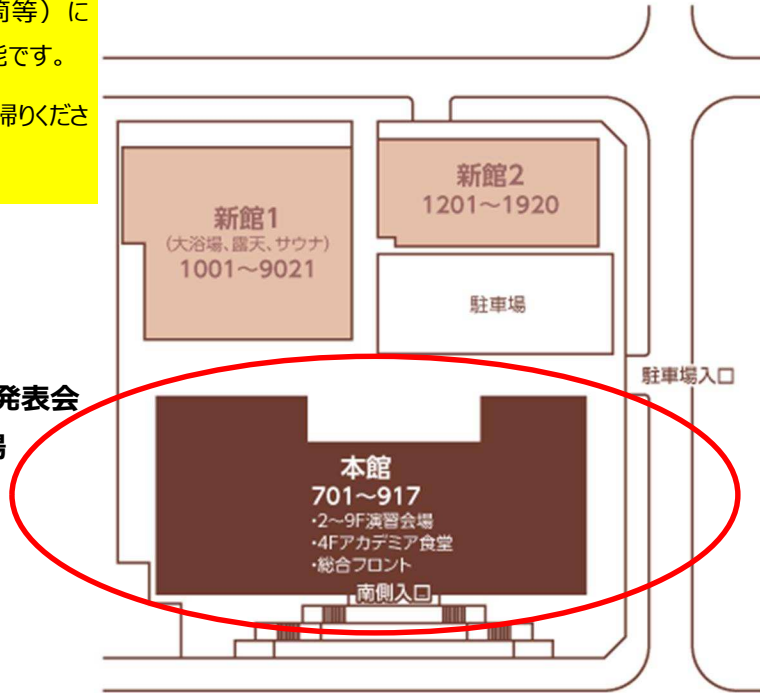 筒等）に
能です。
帰りくださ
新館1
（大浴場、露天、サウナ）
1001～9021
新館2
1201～1920
駐車場
駐車場入口
発表会
場
本館
701～917
・2～9F演習会場
・4Fアカデミア食堂
・総合フロント
南側入口